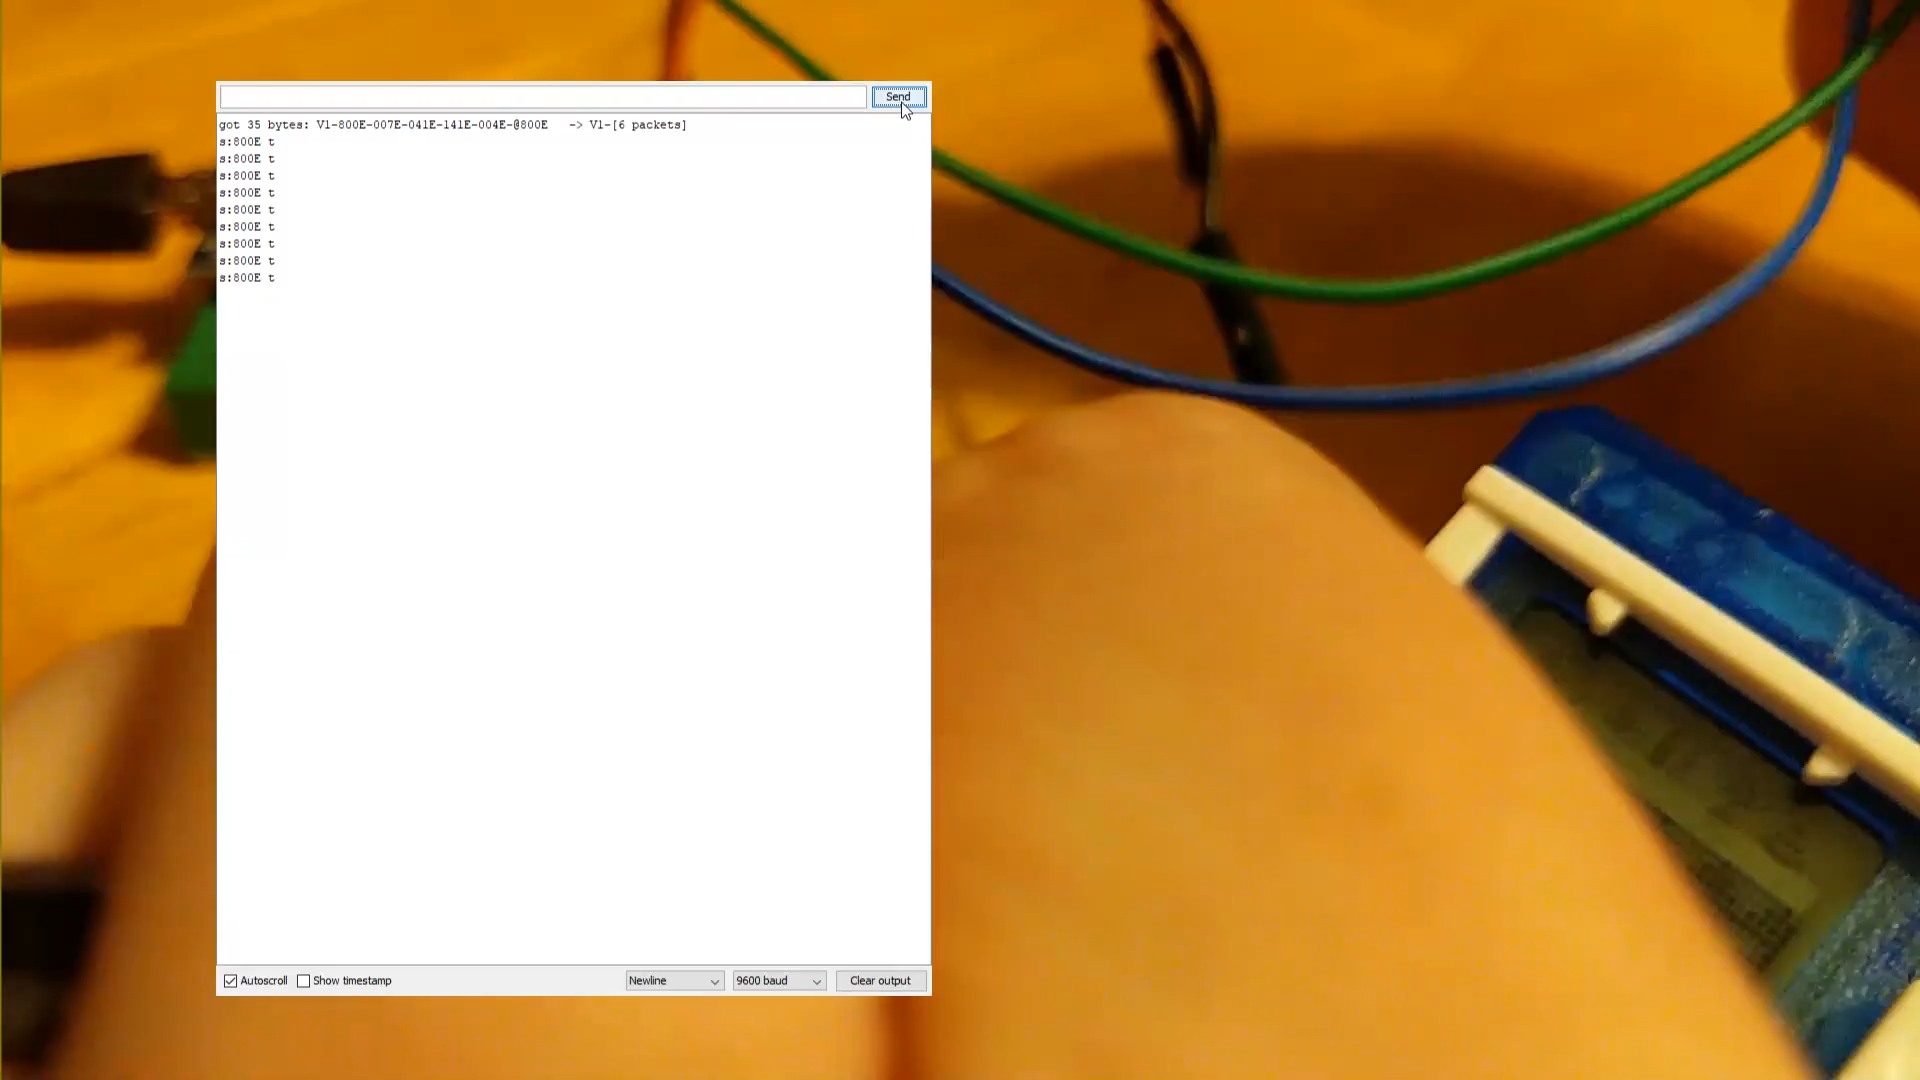 Send
got 35 bytes: V1-800E-007E-041E-141E-004E-@800E -> V1-[6 packets]
s:800E t
s:800E t
s:800E t
s:800E t
s:800E t
s:800E t
s:800E t
s:800E t
s:800E t
Autoscroll Show timestamp Newline 9600 baud Clear output